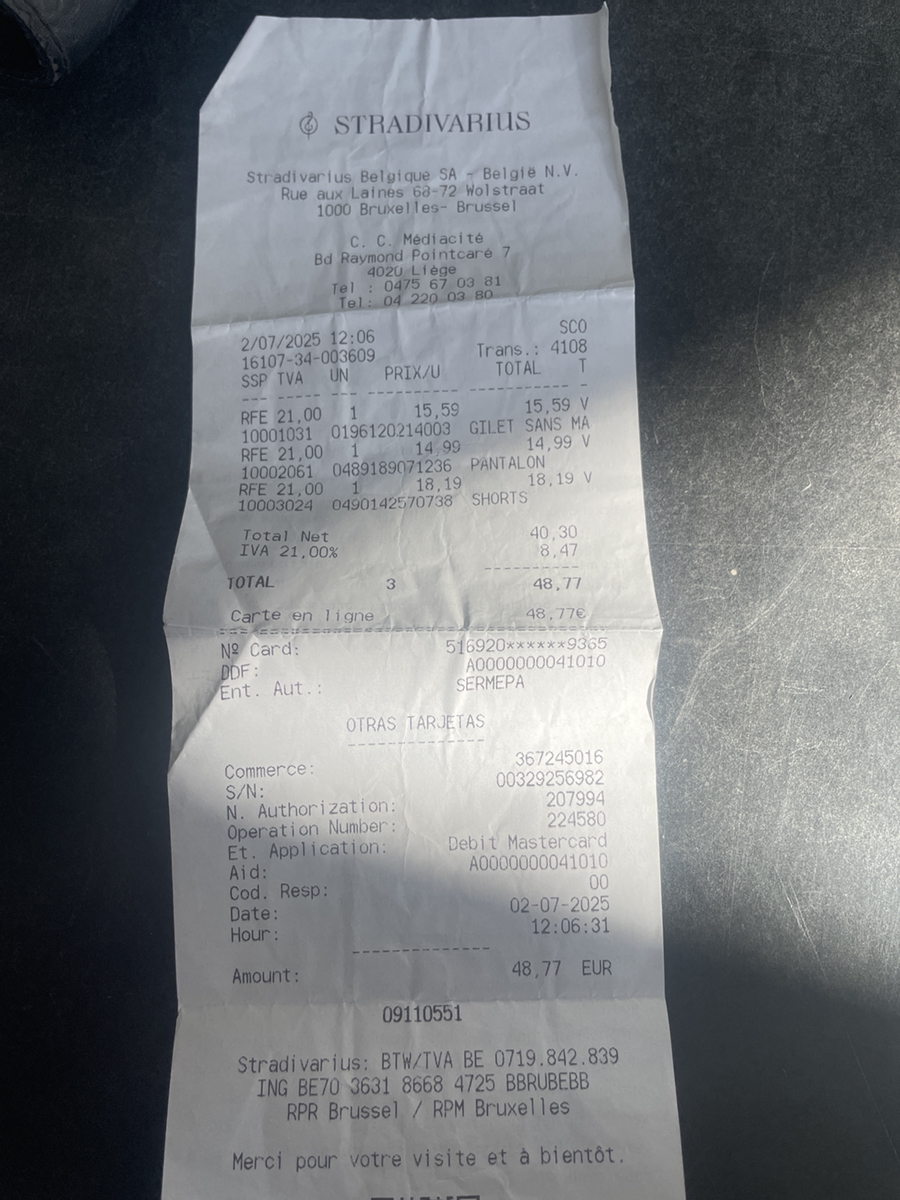 STRADIVARIUS
Stradivarius Belgique SA - België N.V.
Rue aux Laines 68-72 Wolstraat
1000 Bruxelles- Brussel
C. C. Médiacité
Bd Raymond Pointcaré 7
4020 Liège
Tel : 0475 67 03 81
Tel: 04 220 03 80
SCO
2/07/2025 12:06
16107-34-003609 Trans.: 4108
SSP TVA UN PRIX/U TOTAL T
--- ----- --- --------- ---------- -
RFE 21,00 1 15,59 15,59 V
10001031 0196120214003 GILET SANS MA
RFE 21,00 1 14,99 14,99 V
10002061 0489189071236 PANTALON
RFE 21,00 1 18,19 18,19 V
10003024 0490142570738 SHORTS
Total Net 40,30
IVA 21,00% 8,47
----------
TOTAL 3 48,77
Carte en ligne 48,77€
========================================
Nº Card: 516920******9365
DDF: A0000000041010
Ent. Aut.: SERMEPA
OTRAS TARJETAS
--------------
Commerce: 367245016
S/N: 00329256982
N. Authorization: 207994
Operation Number: 224580
Et. Application: Debit Mastercard
Aid: A0000000041010
Cod. Resp: 00
Date: 02-07-2025
Hour: 12:06:31
--------------
Amount: 48,77 EUR
09110551
Stradivarius: BTW/TVA BE 0719.842.839
ING BE70 3631 8668 4725 BBRUBEBB
RPR Brussel / RPM Bruxelles
Merci pour votre visite et à bientôt.